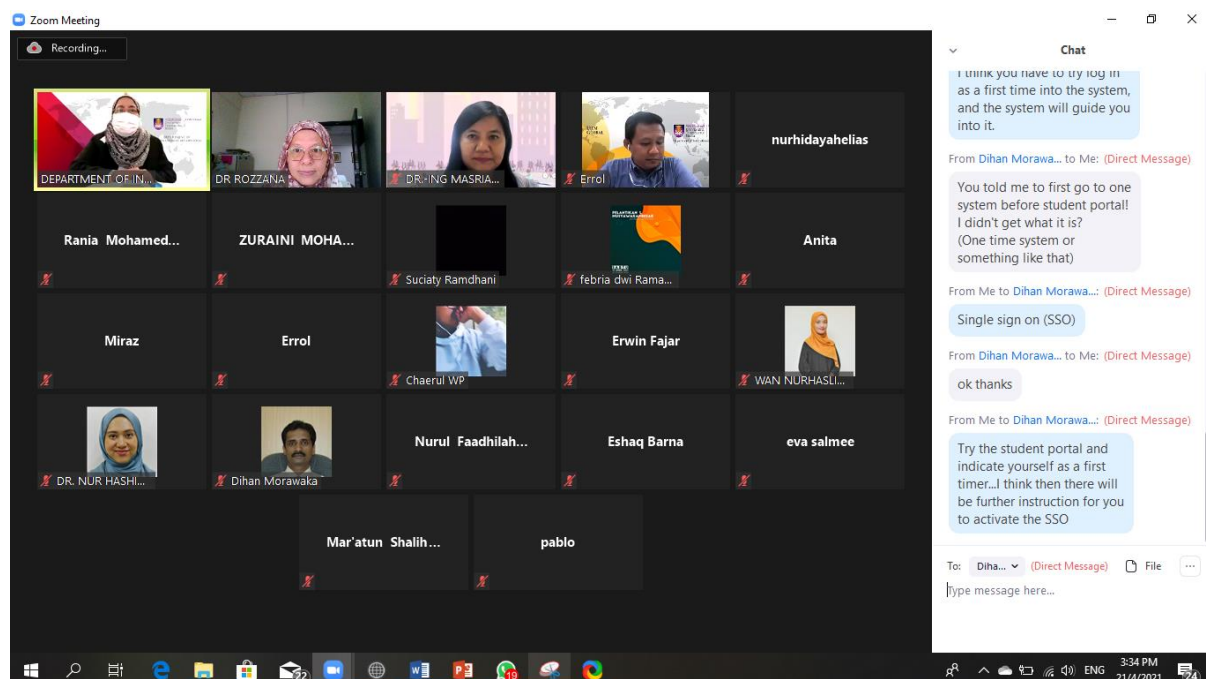 Zoom Meeting
Recording...
DEPARTMENT OF IN...
DR ROZZANA
DR.-ING MASRIA...
Errol
nurhidayahelias
Rania Mohamed...
ZURAINI MOHA...
Suciaty Ramdhani
febria dwi Rama...
Anita
Miraz
Errol
Chaerul WP
Erwin Fajar
WAN NURHASLI...
DR. NUR HASHI...
Dihan Morawaka
Nurul Faadhilah...
Eshaq Barna
eva salmee
Mar'atun Shalih...
pablo
Chat
I think you have to try log in
as a first time into the system,
and the system will guide you
into it.
From Dihan Morawa... to Me: (Direct Message)
You told me to first go to one
system before student portal!
I didn't get what it is?
(One time system or
something like that)
From Me to Dihan Morawa...: (Direct Message)
Single sign on (SSO)
From Dihan Morawa... to Me: (Direct Message)
ok thanks
From Me to Dihan Morawa...: (Direct Message)
Try the student portal and
indicate yourself as a first
timer...I think then there will
be further instruction for you
to activate the SSO
To: Diha... (Direct Message) File
Type message here...
22
19
ENG
3:34 PM
21/4/2021
24